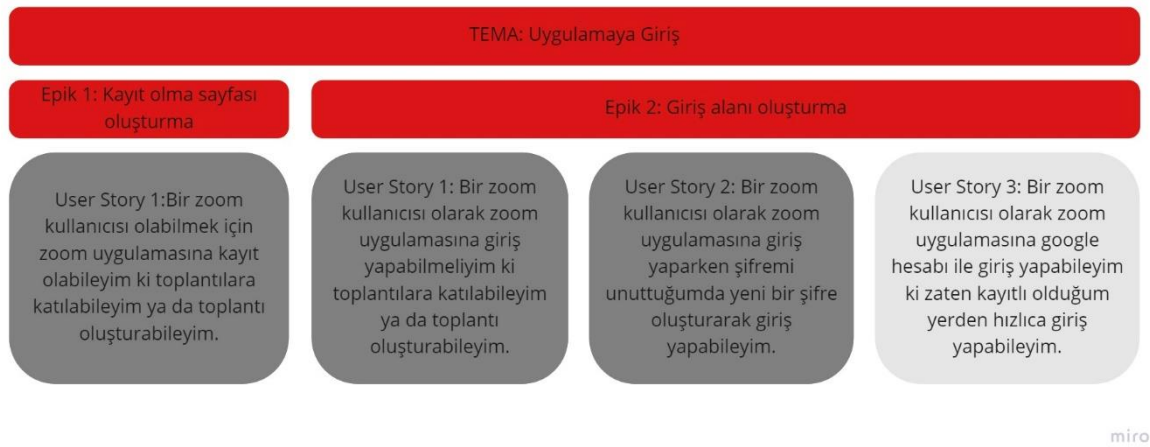 TEMA: Uygulamaya Giriş
Epik 1: Kayıt olma sayfası
oluşturma
Epik 2: Giriş alanı oluşturma
User Story 1:Bir zoom
kullanıcısı olabilmek için
zoom uygulamasına kayıt
olabileyim ki toplantılara
katılabileyim ya da toplantı
oluşturabileyim.
User Story 1: Bir zoom
kullanıcısı olarak zoom
uygulamasına giriş
yapabilmeliyim ki
toplantılara katılabileyim
ya da toplantı
oluşturabileyim.
User Story 2: Bir zoom
kullanıcısı olarak zoom
uygulamasına giriş
yaparken şifremi
unuttuğumda yeni bir şifre
oluşturarak giriş
yapabileyim.
User Story 3: Bir zoom
kullanıcısı olarak zoom
uygulamasına google
hesabı ile giriş yapabileyim
ki zaten kayıtlı olduğum
yerden hızlıca giriş
yapabileyim.
miro